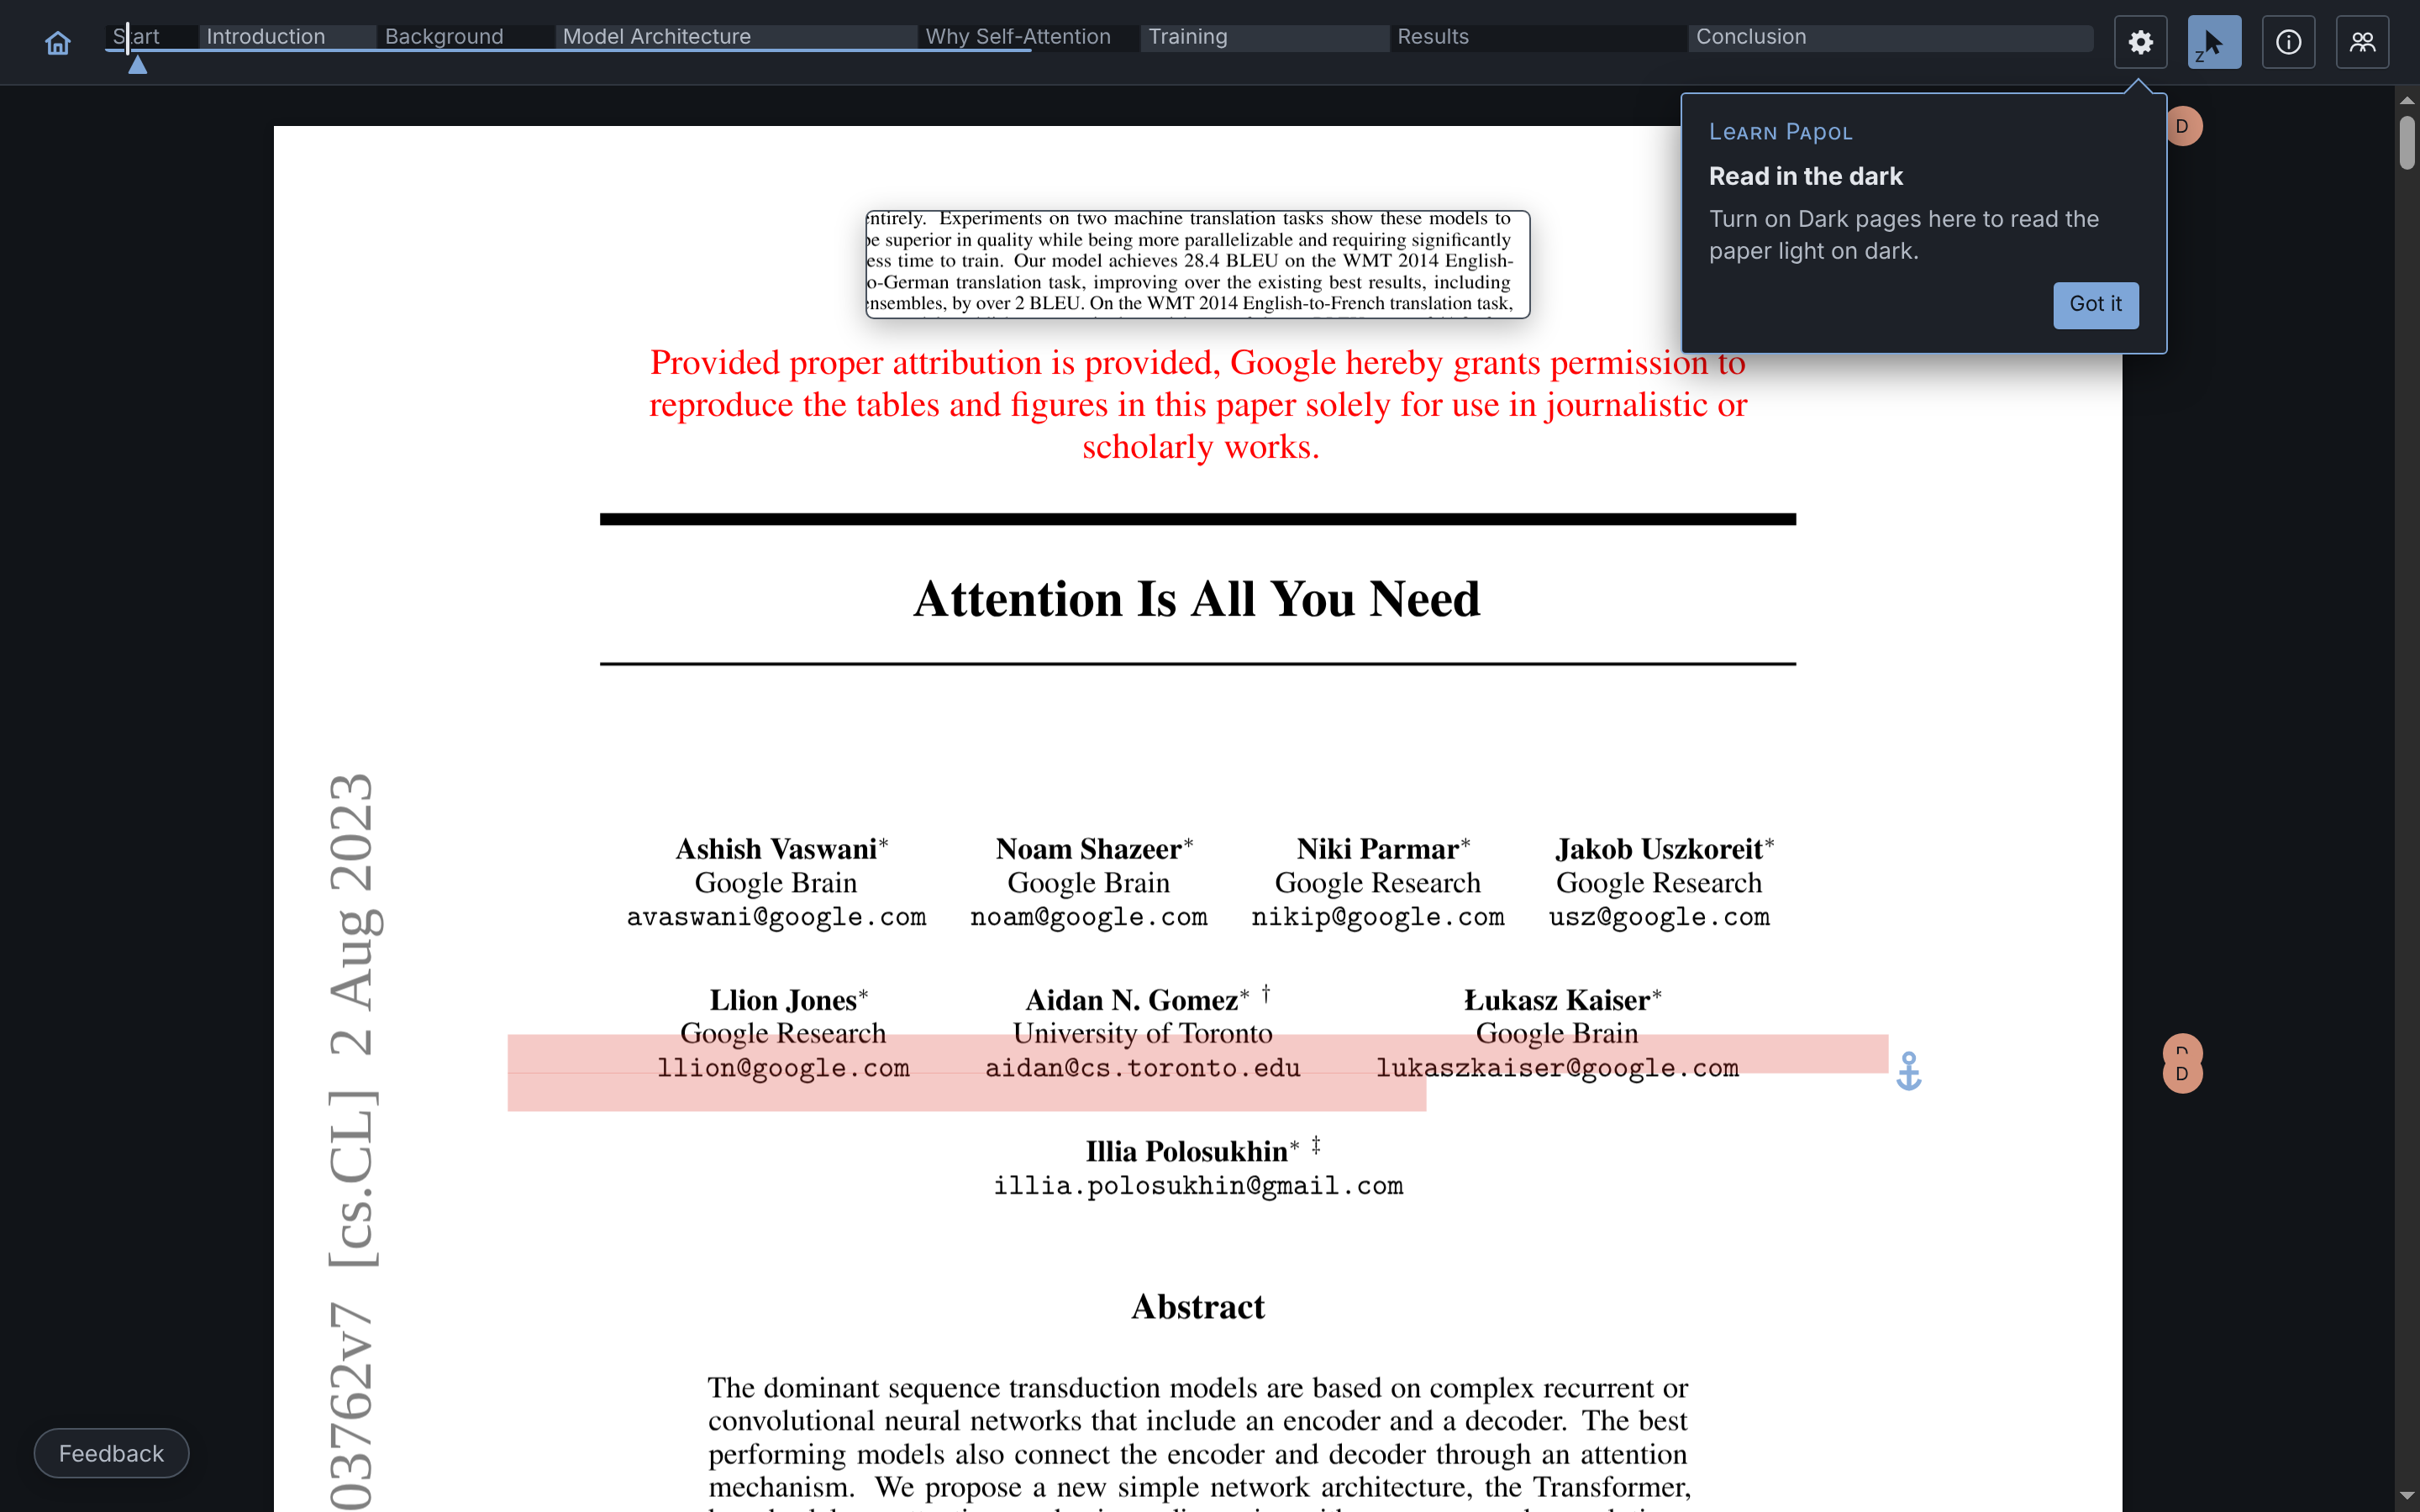 Start
Introduction
Background
Model Architecture
Why Self-Attention
Training
Results
Conclusion
Z
Learn Papol
Read in the dark
Turn on Dark pages here to read the
paper light on dark.
Got it
D
entirely. Experiments on two machine translation tasks show these models to
be superior in quality while being more parallelizable and requiring significantly
ess time to train. Our model achieves 28.4 BLEU on the WMT 2014 English-
o-German translation task, improving over the existing best results, including
ensembles, by over 2 BLEU. On the WMT 2014 English-to-French translation task,
Provided proper attribution is provided, Google hereby grants permission to
reproduce the tables and figures in this paper solely for use in journalistic or
scholarly works.
Attention Is All You Need
Ashish Vaswani* Noam Shazeer* Niki Parmar* Jakob Uszkoreit*
Google Brain Google Brain Google Research Google Research
avaswani@google.com noam@google.com nikip@google.com usz@google.com
Llion Jones* Aidan N. Gomez* † Łukasz Kaiser*
Google Research University of Toronto Google Brain
llion@google.com aidan@cs.toronto.edu lukaszkaiser@google.com
D
Illia Polosukhin* ‡
illia.polosukhin@gmail.com
Abstract
The dominant sequence transduction models are based on complex recurrent or
convolutional neural networks that include an encoder and a decoder. The best
performing models also connect the encoder and decoder through an attention
mechanism. We propose a new simple network architecture, the Transformer,
03762v7 [cs.CL] 2 Aug 2023
Feedback